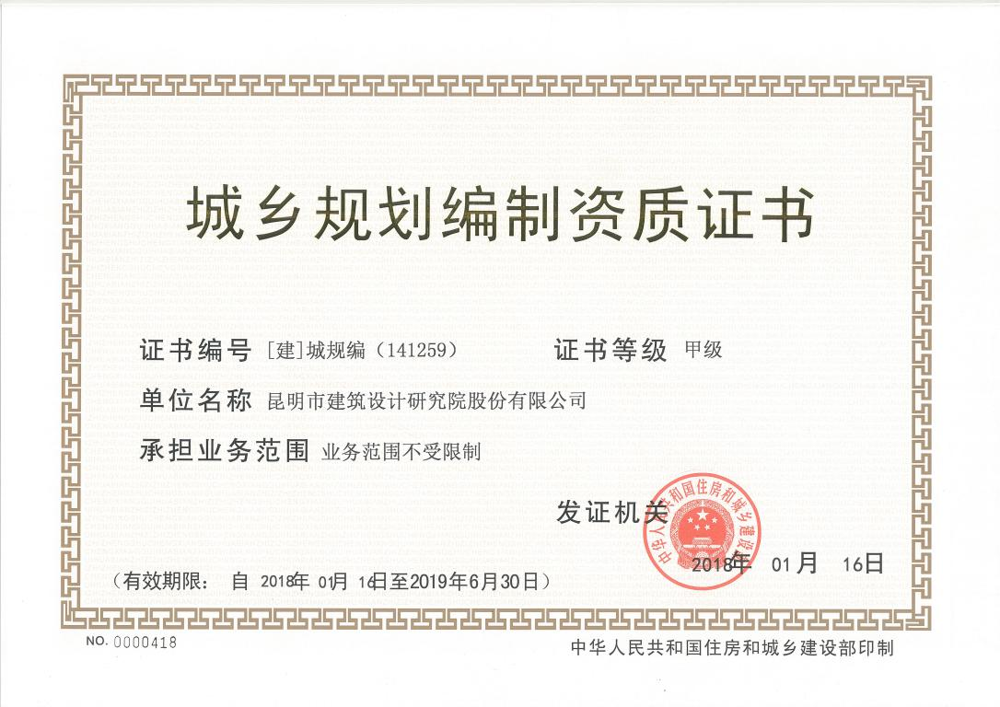 城乡规划编制资质证书
证书编号 [建]城规编（141259） 证书等级 甲级
单位名称 昆明市建筑设计研究院股份有限公司
承担业务范围 业务范围不受限制
发证机关
中华人民共和国住房和城乡建设部
2018年 01月 16日
（有效期限： 自 2018年 01月 16日至2019年6月30日）
NO. 0000418
中华人民共和国住房和城乡建设部印制